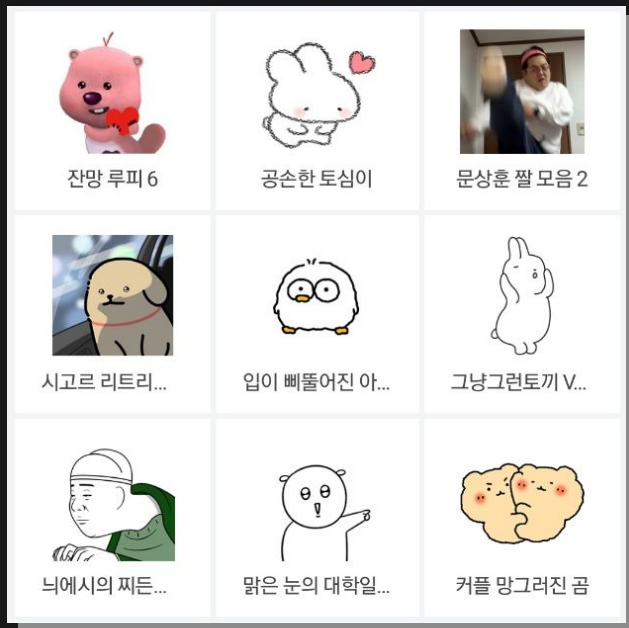 잔망 루피 6
공손한 토심이
문상훈 짤 모음 2
시고르 리트리...
입이 삐뚤어진 아...
그냥그런토끼 V...
늬에시의 찌든...
맑은 눈의 대학일...
커플 망그러진 곰